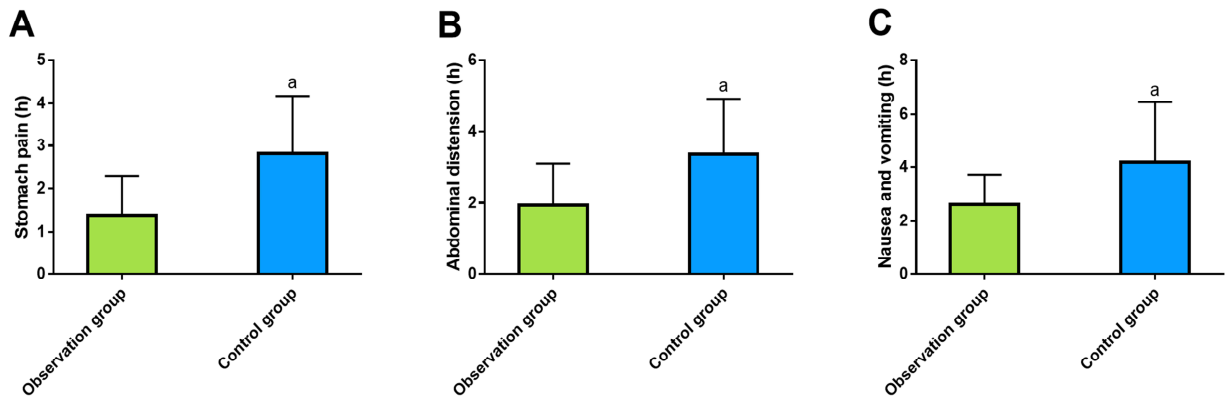 A
Stomach pain (h)
5
4
3
2
1
0
a
Observation group
Control group
B
Abdominal distension (h)
6
4
2
0
a
Observation group
Control group
C
Nausea and vomiting (h)
8
6
4
2
0
a
Observation group
Control group